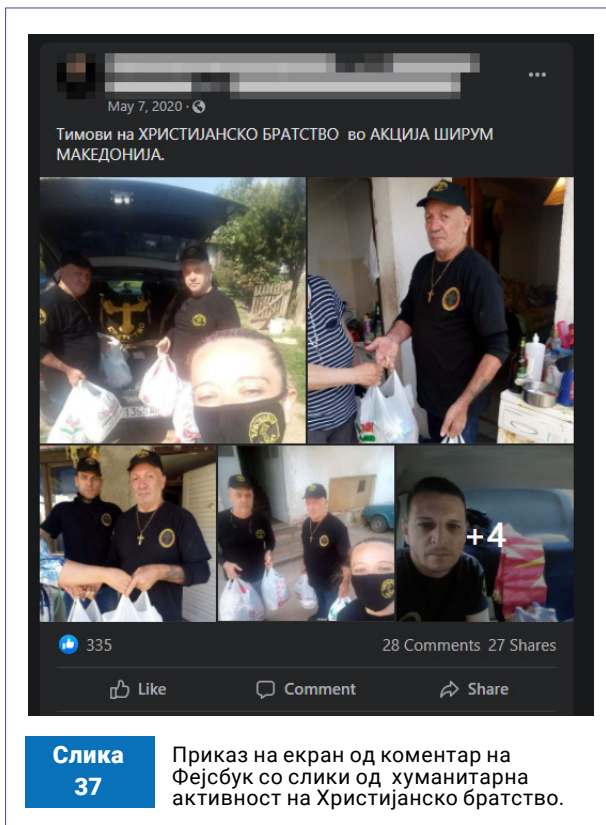 May 7, 2020
Тимови на ХРИСТИЈАНСКО БРАТСТВО во АКЦИЈА ШИРУМ
МАКЕДОНИЈА.
+4
335
28 Comments 27 Shares
Like Comment Share
Слика
37
Приказ на екран од коментар на
Фејсбук со слики од хуманитарна
активност на Христијанско братство.